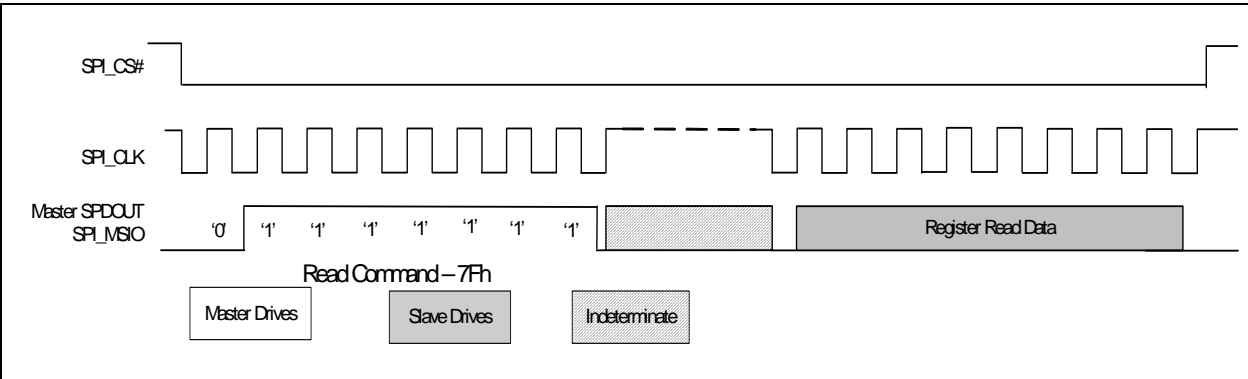 SPI_CS#
SPI_CLK
Master SPDOUT
SPI_MSIO
‘0’ ‘1’ ‘1’ ‘1’ ‘1’ ‘1’ ‘1’ ‘1’
Register Read Data
Read Command – 7Fh
Master Drives
Slave Drives
Indeterminate